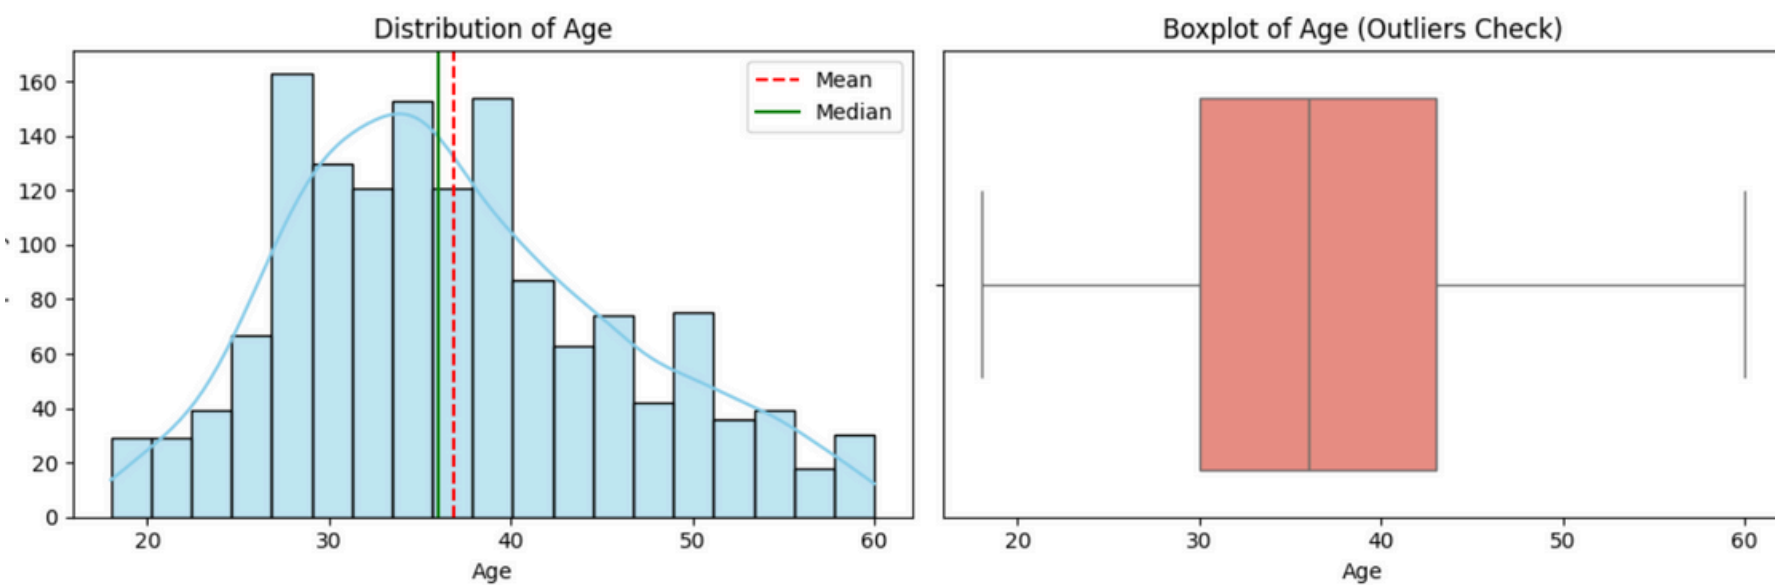 Distribution of Age
Mean
Median
160
140
120
100
80
60
40
20
0
20 30 40 50 60
Age
Boxplot of Age (Outliers Check)
20 30 40 50 60
Age